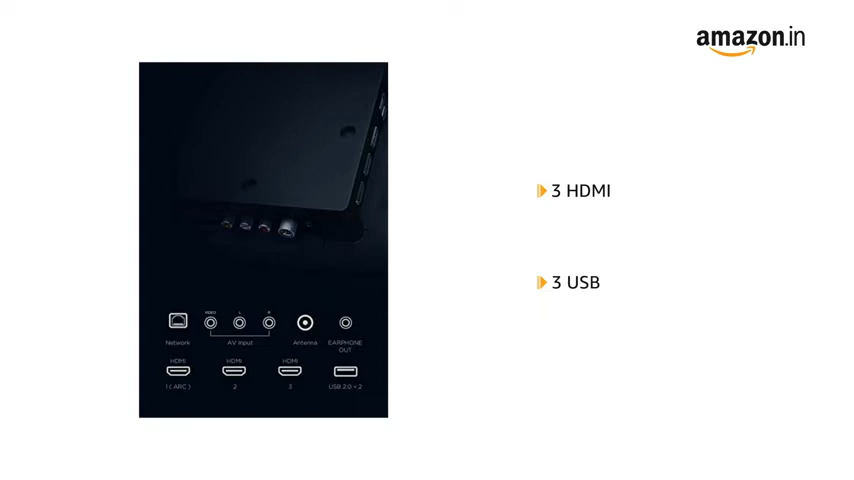 amazon.in
3 HDMI
3 USB
VIDEO L R
Network AV Input Antenna EARPHONE
OUT
HDMI HDMI HDMI
1 ( ARC ) 2 3 USB 2.0 × 2